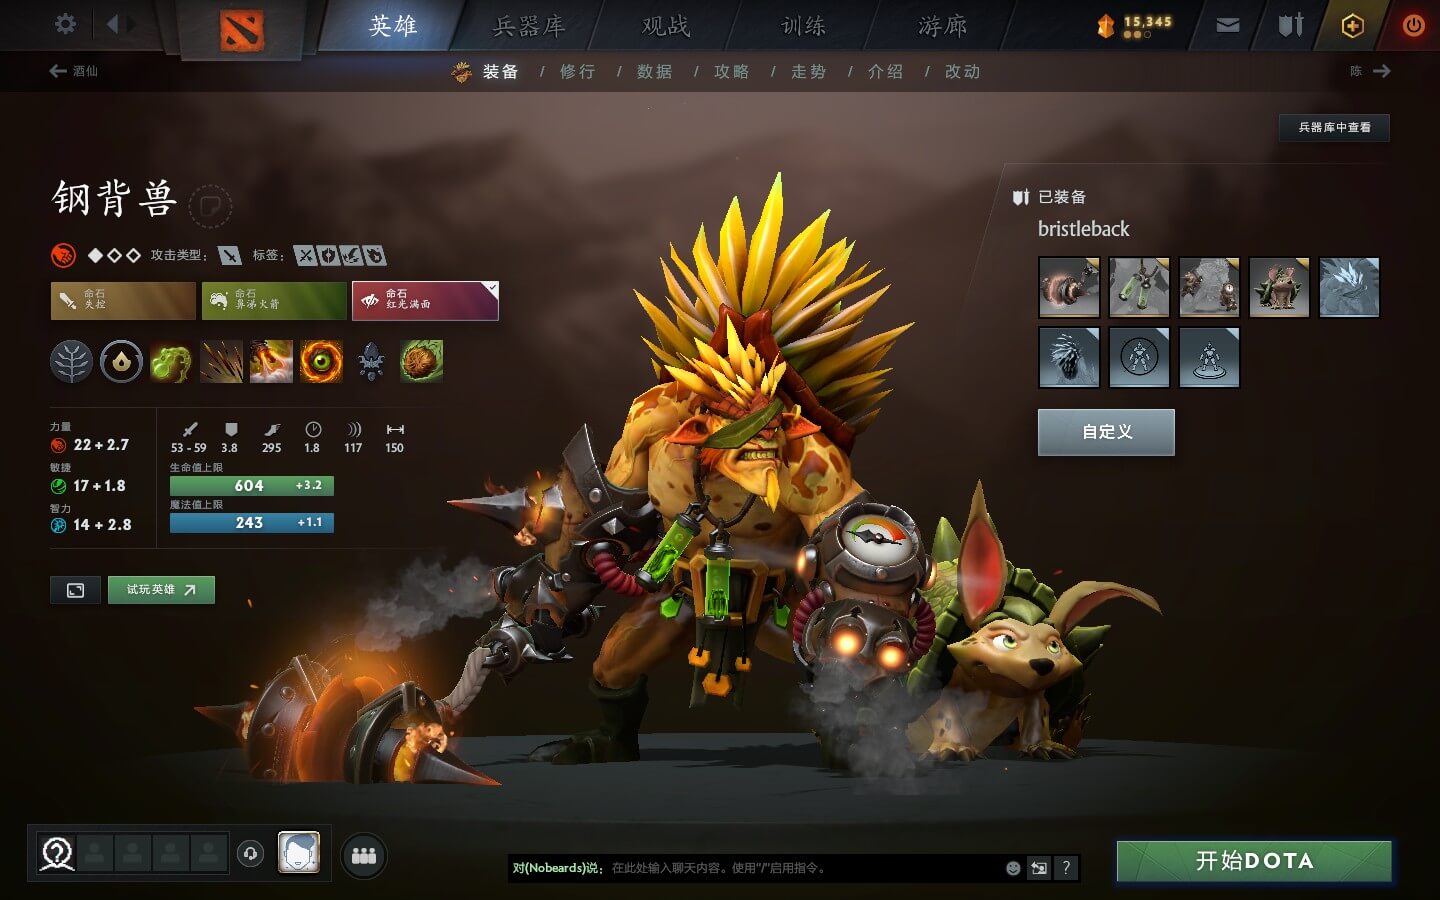 英雄 兵器库 观战 训练 游廊 15,345
酒仙 装备 / 修行 / 数据 / 攻略 / 走势 / 介绍 / 改动 陈
兵器库中查看
钢背兽
攻击类型： 标签：
命石 失控
命石 鼻涕火箭
命石 红光满面
力量
22 + 2.7
敏捷
17 + 1.8
智力
14 + 2.8
53 - 59 3.8 295 1.8 117 150
生命值上限
604 +3.2
魔法值上限
243 +1.1
试玩英雄
已装备
bristleback
自定义
对(Nobeards)说： 在此处输入聊天内容。使用“/”启用指令。 ?
开始DOTA